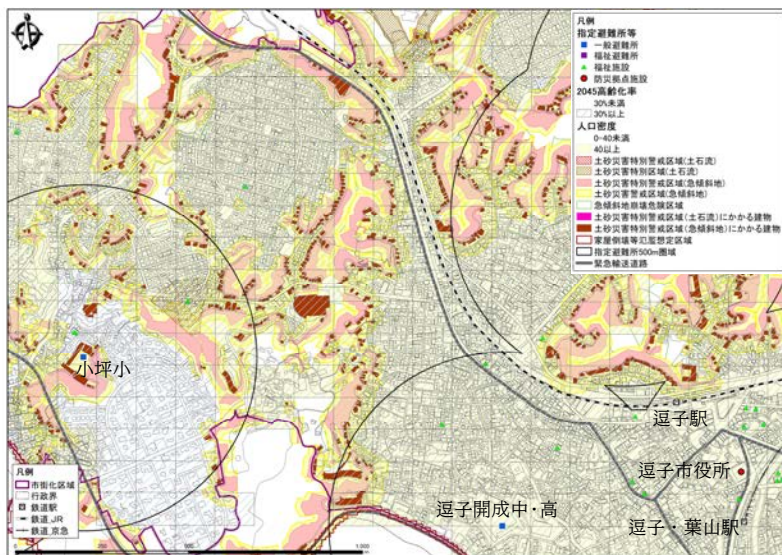 凡例
指定避難所等
一般避難所
福祉避難所
福祉施設
防災拠点施設
2045高齢化率
30%未満
30%以上
人口密度
0-40未満
40以上
土砂災害特別警戒区域(土石流)
土砂災害特別区域(土石流)
土砂災害特別警戒区域(急傾斜地)
土砂災害警戒区域(急傾斜地)
急傾斜地崩壊危険区域
土砂災害特別警戒区域(土石流)にかかる建物
土砂災害特別警戒区域(急傾斜地)にかかる建物
家屋倒壊等氾濫想定区域
指定避難所500m圏域
緊急輸送道路
小坪小
逗子駅
逗子市役所
逗子開成中・高
逗子・葉山駅
凡例
市街化区域
行政界
鉄道駅
鉄道_JR
鉄道_京急
0
250
500
1,000